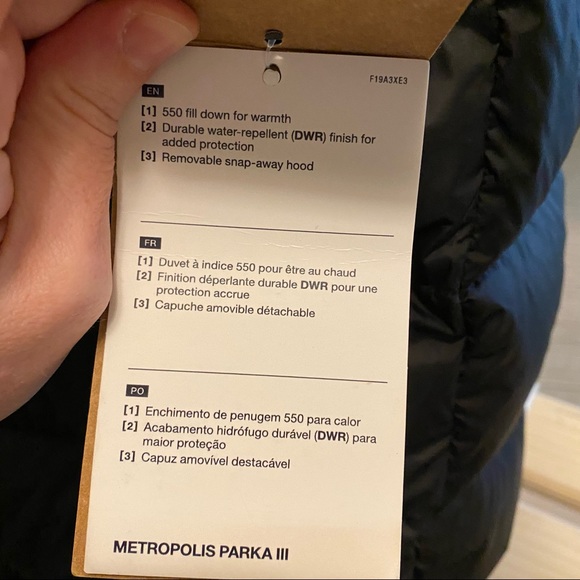 F19A3XE3
EN
[1] 550 fill down for warmth
[2] Durable water-repellent (DWR) finish for
added protection
[3] Removable snap-away hood
FR
[1] Duvet à indice 550 pour être au chaud
[2] Finition déperlante durable DWR pour une
protection accrue
[3] Capuche amovible détachable
PO
[1] Enchimento de penugem 550 para calor
[2] Acabamento hidrófugo durável (DWR) para
maior proteção
[3] Capuz amovível destacável
METROPOLIS PARKA III